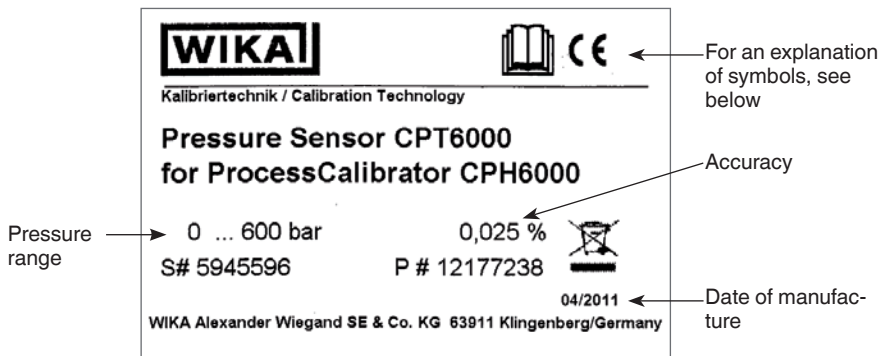 WIKA
CE
For an explanation
of symbols, see
below
Kalibriertechnik / Calibration Technology
Pressure Sensor CPT6000
for ProcessCalibrator CPH6000
Accuracy
Pressure
range
0 ... 600 bar 0,025 %
S# 5945596 P # 12177238
04/2011
Date of manufac-
ture
WIKA Alexander Wiegand SE & Co. KG 63911 Klingenberg/Germany